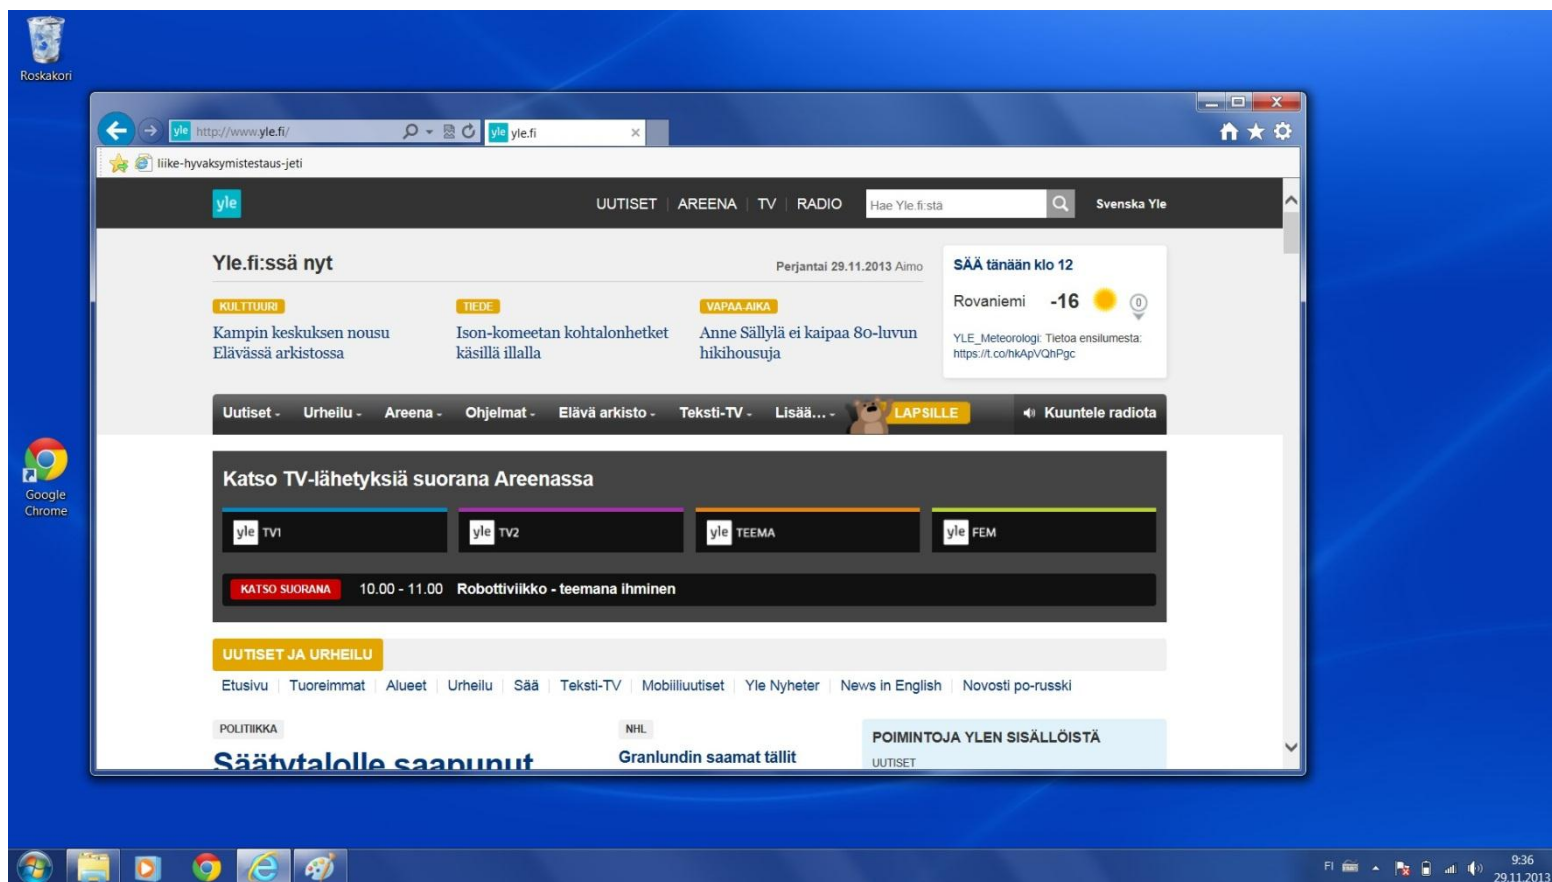 Roskakori
yle http://www.yle.fi/
yle yle.fi
liike-hyvaksymistestaus-jeti
yle
UUTISET | AREENA | TV | RADIO
Hae Yle.fi:stä
Svenska Yle
Yle.fi:ssä nyt
Perjantai 29.11.2013 Aimo
KULTTUURI
Kampin keskuksen nousu
Elävässä arkistossa
TIEDE
Ison-komeetan kohtalonhetket
käsillä illalla
VAPAA-AIKA
Anne Sällylä ei kaipaa 80-luvun
hikihousuja
SÄÄ tänään klo 12
Rovaniemi -16 0
YLE_Meteorologi: Tietoa ensilumesta:
https://t.co/hkApVQhPgc
Uutiset Urheilu Areena Ohjelmat Elävä arkisto Teksti-TV Lisää... LAPSILLE Kuuntele radiota
Google
Chrome
Katso TV-lähetyksiä suorana Areenassa
yle TV1
yle TV2
yle TEEMA
yle FEM
KATSO SUORANA 10.00 - 11.00 Robottiviikko - teemana ihminen
UUTISET JA URHEILU
Etusivu Tuoreimmat Alueet Urheilu Sää Teksti-TV Mobiiliuutiset Yle Nyheter News in English Novosti po-russki
POLITIIKKA
Säätytalolle saapunut
NHL
Granlundin saamat tällit
POIMINTOJA YLEN SISÄLLÖISTÄ
UUTISET
FI
9:36
29.11.2013